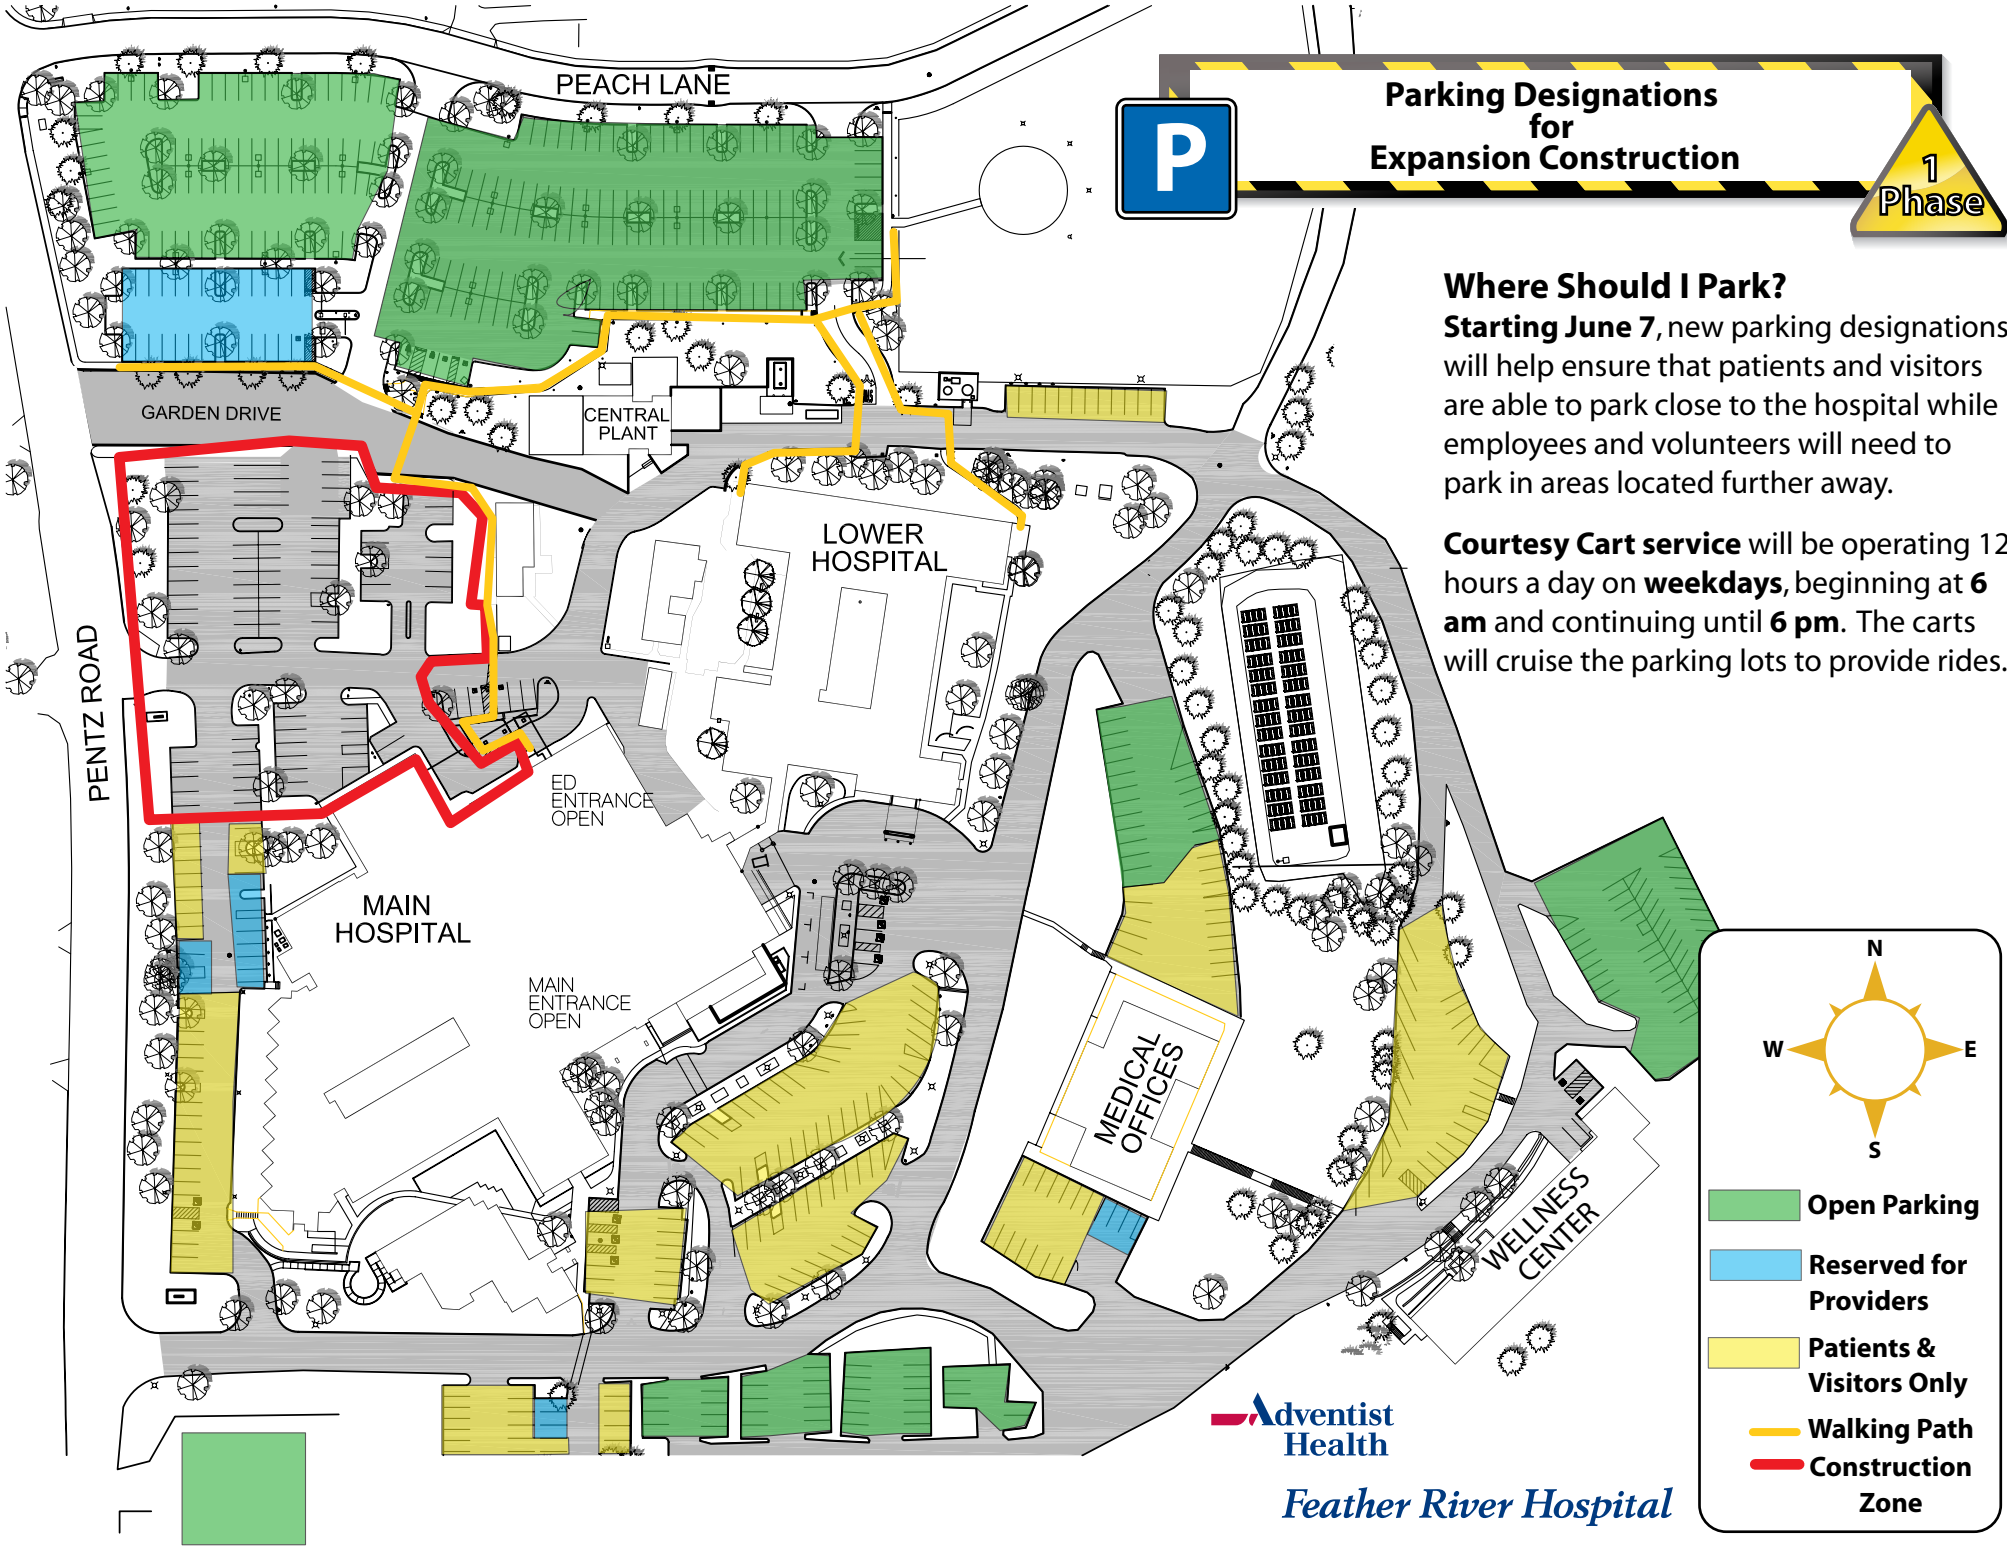 PEACH LANE
P
Parking Designations
for
Expansion Construction
1
Phase
Where Should I Park?
Starting June 7, new parking designations
will help ensure that patients and visitors
are able to park close to the hospital while
employees and volunteers will need to
park in areas located further away.
Courtesy Cart service will be operating 12
hours a day on weekdays, beginning at 6
am and continuing until 6 pm. The carts
will cruise the parking lots to provide rides.
GARDEN DRIVE
CENTRAL
PLANT
LOWER
HOSPITAL
PENTZ ROAD
ED
ENTRANCE
OPEN
MAIN
HOSPITAL
MAIN
ENTRANCE
OPEN
MEDICAL
OFFICES
WELLNESS
CENTER
N
W
E
S
Open Parking
Reserved for
Providers
Patients &
Visitors Only
Walking Path
Construction
Zone
Adventist
Health
Feather River Hospital